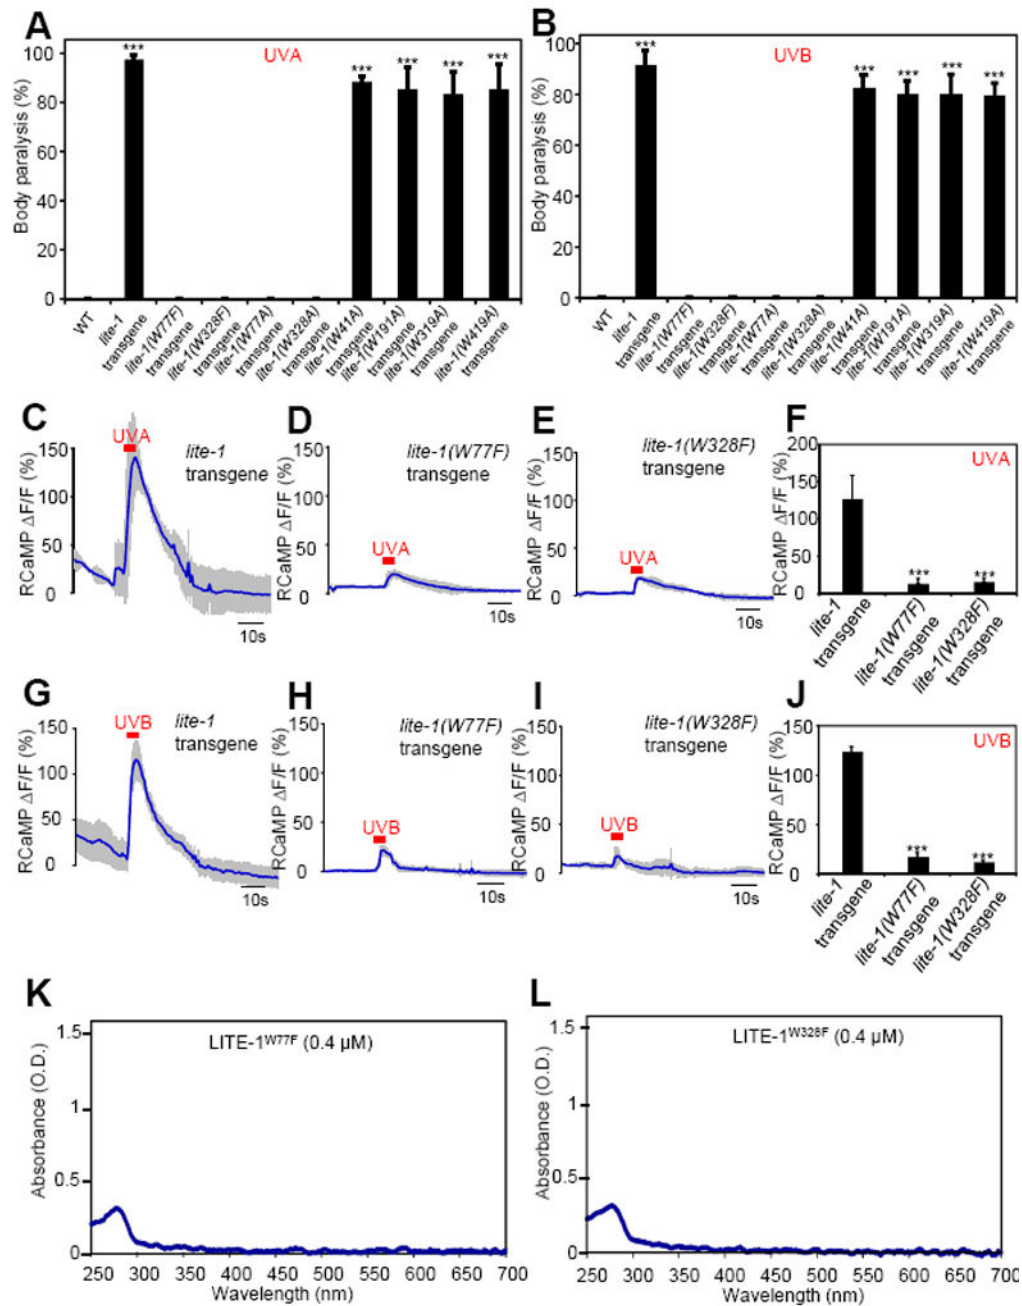 A
UVA
Body paralysis (%)
100
80
60
40
20
0
***
***
***
***
***
WT
lite-1
transgene
lite-1(W77F)
transgene
lite-1(W328F)
transgene
lite-1(W77A)
transgene
lite-1(W328A)
transgene
lite-1(W41A)
transgene
lite-1(W191A)
transgene
lite-1(W319A)
transgene
lite-1(W419A)
transgene
B
UVB
Body paralysis (%)
100
80
60
40
20
0
***
***
***
***
***
WT
lite-1
transgene
lite-1(W77F)
transgene
lite-1(W328F)
transgene
lite-1(W77A)
transgene
lite-1(W328A)
transgene
lite-1(W41A)
transgene
lite-1(W191A)
transgene
lite-1(W319A)
transgene
lite-1(W419A)
transgene
C
RCaMP ΔF/F (%)
150
100
50
0
UVA
lite-1
transgene
10s
D
RCaMP ΔF/F (%)
150
100
50
0
UVA
lite-1(W77F)
transgene
10s
E
RCaMP ΔF/F (%)
150
100
50
0
UVA
lite-1(W328F)
transgene
10s
F
RCaMP ΔF/F (%)
200
150
100
50
0
UVA
***
***
lite-1
transgene
lite-1(W77F)
transgene
lite-1(W328F)
transgene
G
RCaMP ΔF/F (%)
150
100
50
0
UVB
lite-1
transgene
10s
H
RCaMP ΔF/F (%)
150
100
50
0
UVB
lite-1(W77F)
transgene
10s
I
RCaMP ΔF/F (%)
150
100
50
0
UVB
lite-1(W328F)
transgene
10s
J
RCaMP ΔF/F (%)
150
100
50
0
UVB
***
***
lite-1
transgene
lite-1(W77F)
transgene
lite-1(W328F)
transgene
K
LITE-1W77F (0.4 µM)
Absorbance (O.D.)
1.5
1
0.5
0
250 300 350 400 450 500 550 600 650 700
Wavelength (nm)
L
LITE-1W328F (0.4 µM)
Absorbance (O.D.)
1.5
1
0.5
0
250 300 350 400 450 500 550 600 650 700
Wavelength (nm)